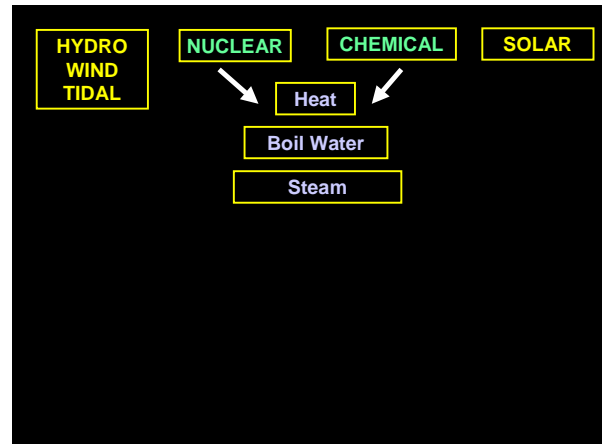 HYDRO
WIND
TIDAL
NUCLEAR
CHEMICAL
SOLAR
Heat
Boil Water
Steam